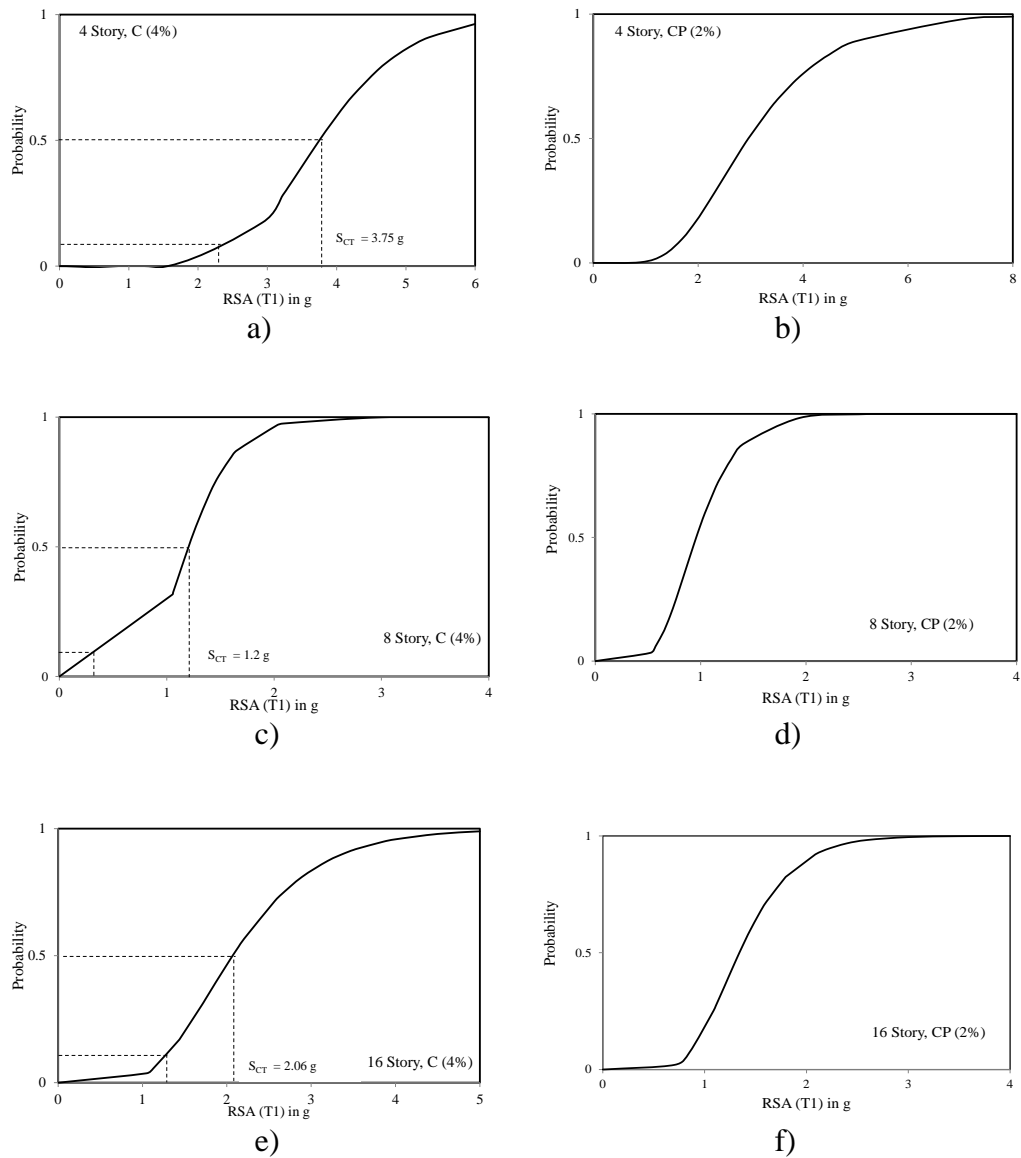 4 Story, C (4%)
1
0.5
0
Probability
S_CT = 3.75 g
0 1 2 3 4 5 6
RSA (T1) in g
a)
4 Story, CP (2%)
1
0.5
0
Probability
0 2 4 6 8
RSA (T1) in g
b)
1
0.5
0
Probability
8 Story, C (4%)
S_CT = 1.2 g
0 1 2 3 4
RSA (T1) in g
c)
1
0.5
0
Probability
8 Story, CP (2%)
0 1 2 3 4
RSA (T1) in g
d)
1
0.5
0
Probability
16 Story, C (4%)
S_CT = 2.06 g
0 1 2 3 4 5
RSA (T1) in g
e)
1
0.5
0
Probability
16 Story, CP (2%)
0 1 2 3 4
RSA (T1) in g
f)